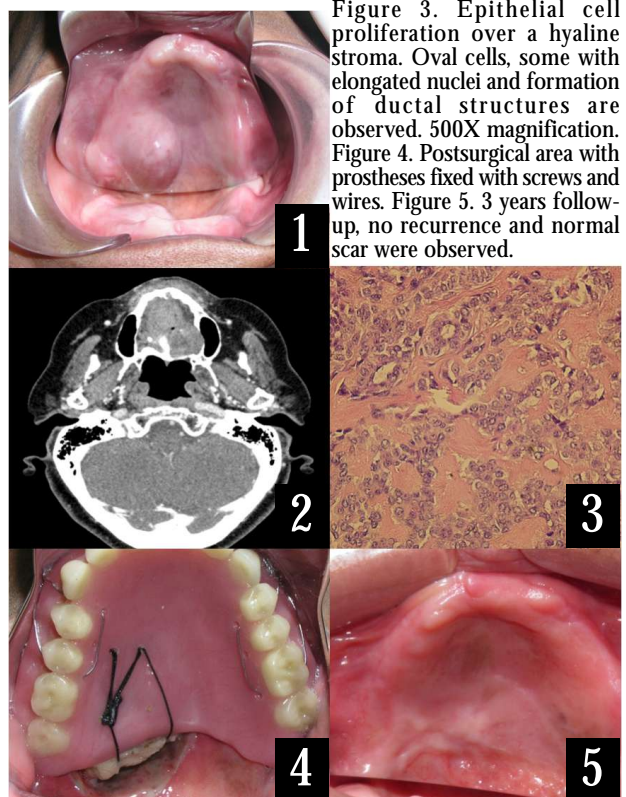 Figure 3. Epithelial cell
proliferation over a hyaline
stroma. Oval cells, some with
elongated nuclei and formation
of ductal structures are
observed. 500X magnification.
Figure 4. Postsurgical area with
prostheses fixed with screws and
wires. Figure 5. 3 years follow-
up, no recurrence and normal
scar were observed.
1
2
3
4
5